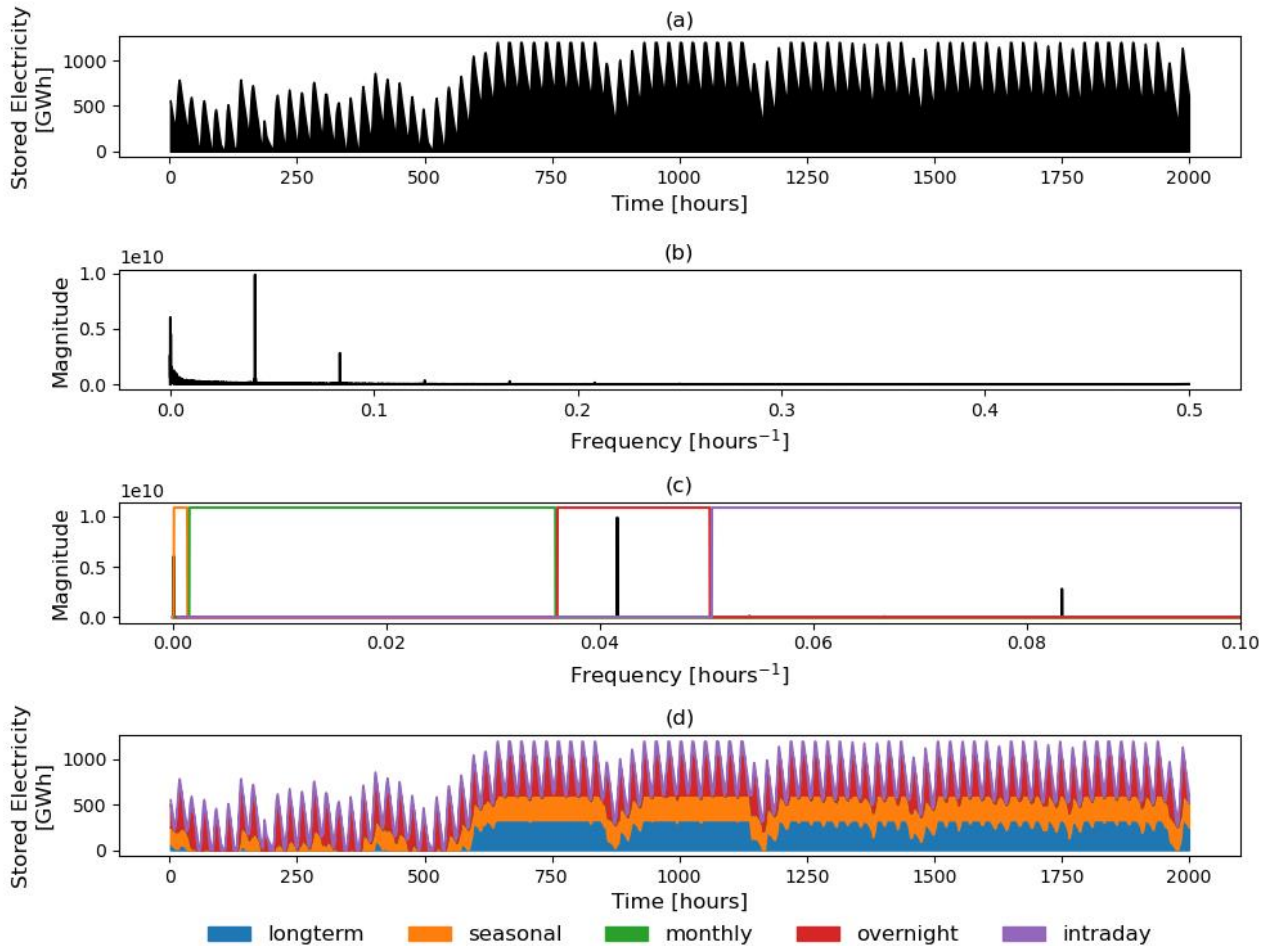 (a)
Stored Electricity
[GWh]
1000
500
0
0 250 500 750 1000 1250 1500 1750 2000
Time [hours]
(b)
1e10
Magnitude
1.0
0.5
0.0
0.0 0.1 0.2 0.3 0.4 0.5
Frequency [hours⁻¹]
(c)
1e10
Magnitude
1.0
0.5
0.0
0.00 0.02 0.04 0.06 0.08 0.10
Frequency [hours⁻¹]
(d)
Stored Electricity
[GWh]
1000
500
0
0 250 500 750 1000 1250 1500 1750 2000
Time [hours]
longterm seasonal monthly overnight intraday